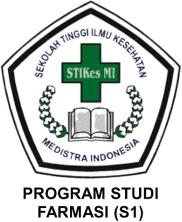 SEKOLAH TINGGI ILMU KESEHATAN
STIKes MI
MEDISTRA INDONESIA
PROGRAM STUDI
FARMASI (S1)